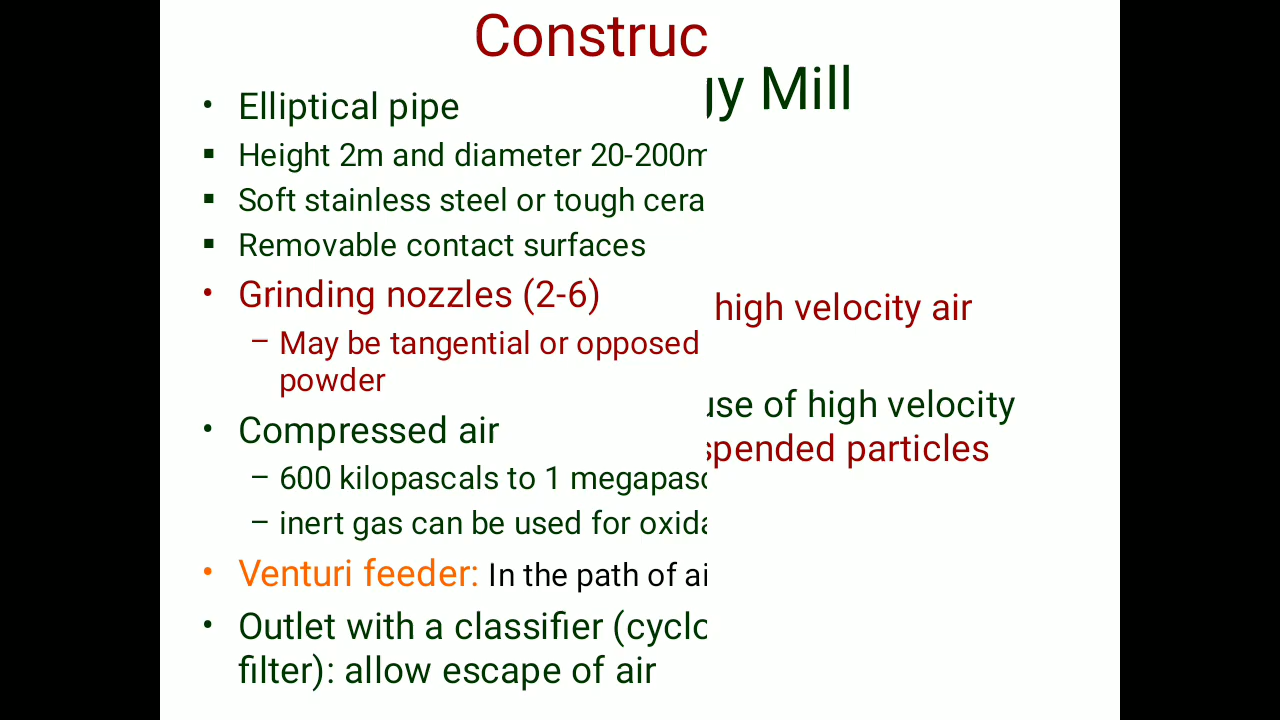 Construc
gy Mill
• Elliptical pipe
▪ Height 2m and diameter 20-200m
▪ Soft stainless steel or tough cera
▪ Removable contact surfaces
• Grinding nozzles (2-6)
high velocity air
– May be tangential or opposed
powder
use of high velocity
• Compressed air
spended particles
– 600 kilopascals to 1 megapasc
– inert gas can be used for oxida
• Venturi feeder: In the path of ai
• Outlet with a classifier (cyclo
filter): allow escape of air